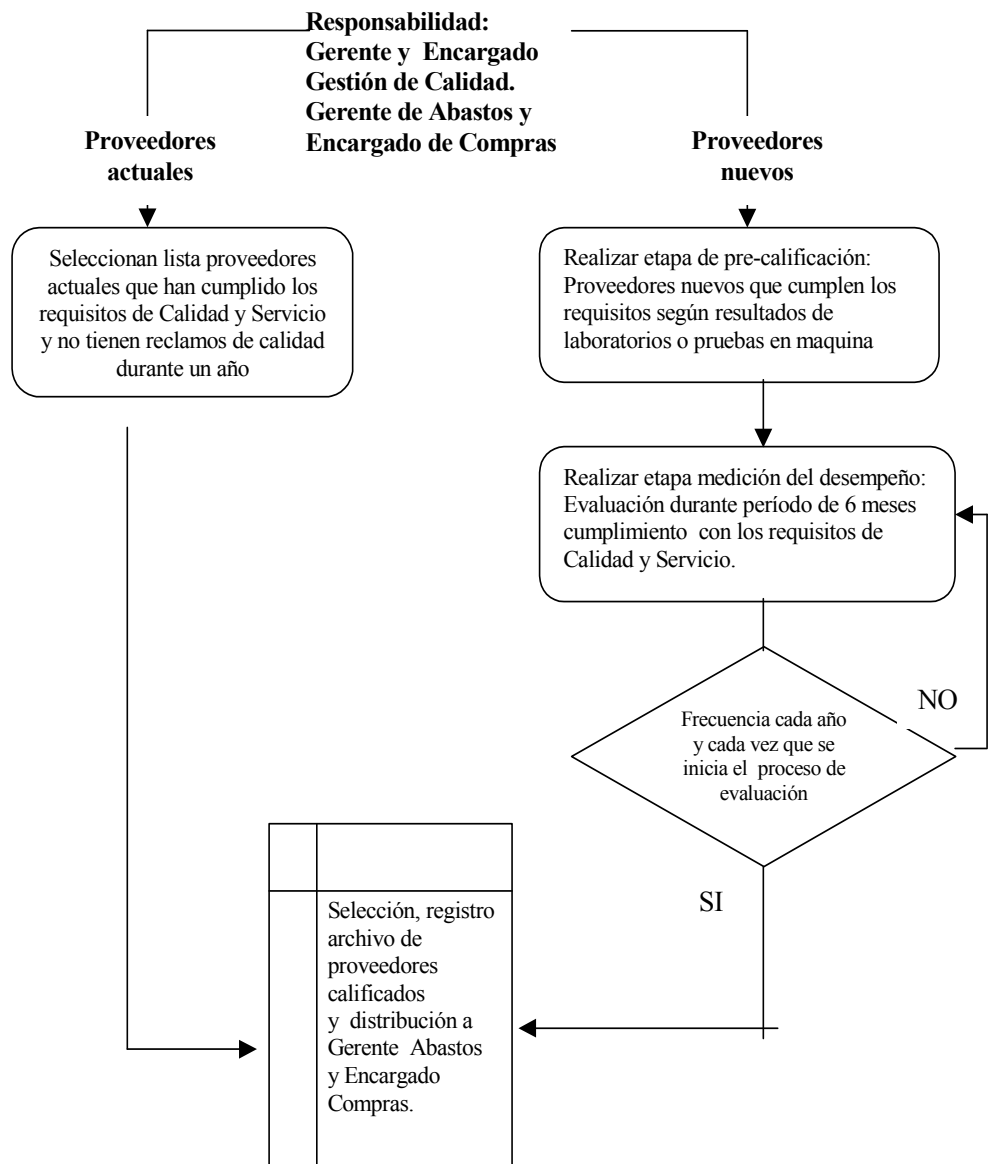 Responsabilidad:
Gerente y Encargado
Gestión de Calidad.
Gerente de Abastos y
Encargado de Compras
Proveedores
actuales
Proveedores
nuevos
Seleccionan lista proveedores
actuales que han cumplido los
requisitos de Calidad y Servicio
y no tienen reclamos de calidad
durante un año
Realizar etapa de pre-calificación:
Proveedores nuevos que cumplen los
requisitos según resultados de
laboratorios o pruebas en maquina
Realizar etapa medición del desempeño:
Evaluación durante período de 6 meses
cumplimiento con los requisitos de
Calidad y Servicio.
Frecuencia cada año
y cada vez que se
inicia el proceso de
evaluación
NO
SI
Selección, registro
archivo de
proveedores
calificados
y distribución a
Gerente Abastos
y Encargado
Compras.